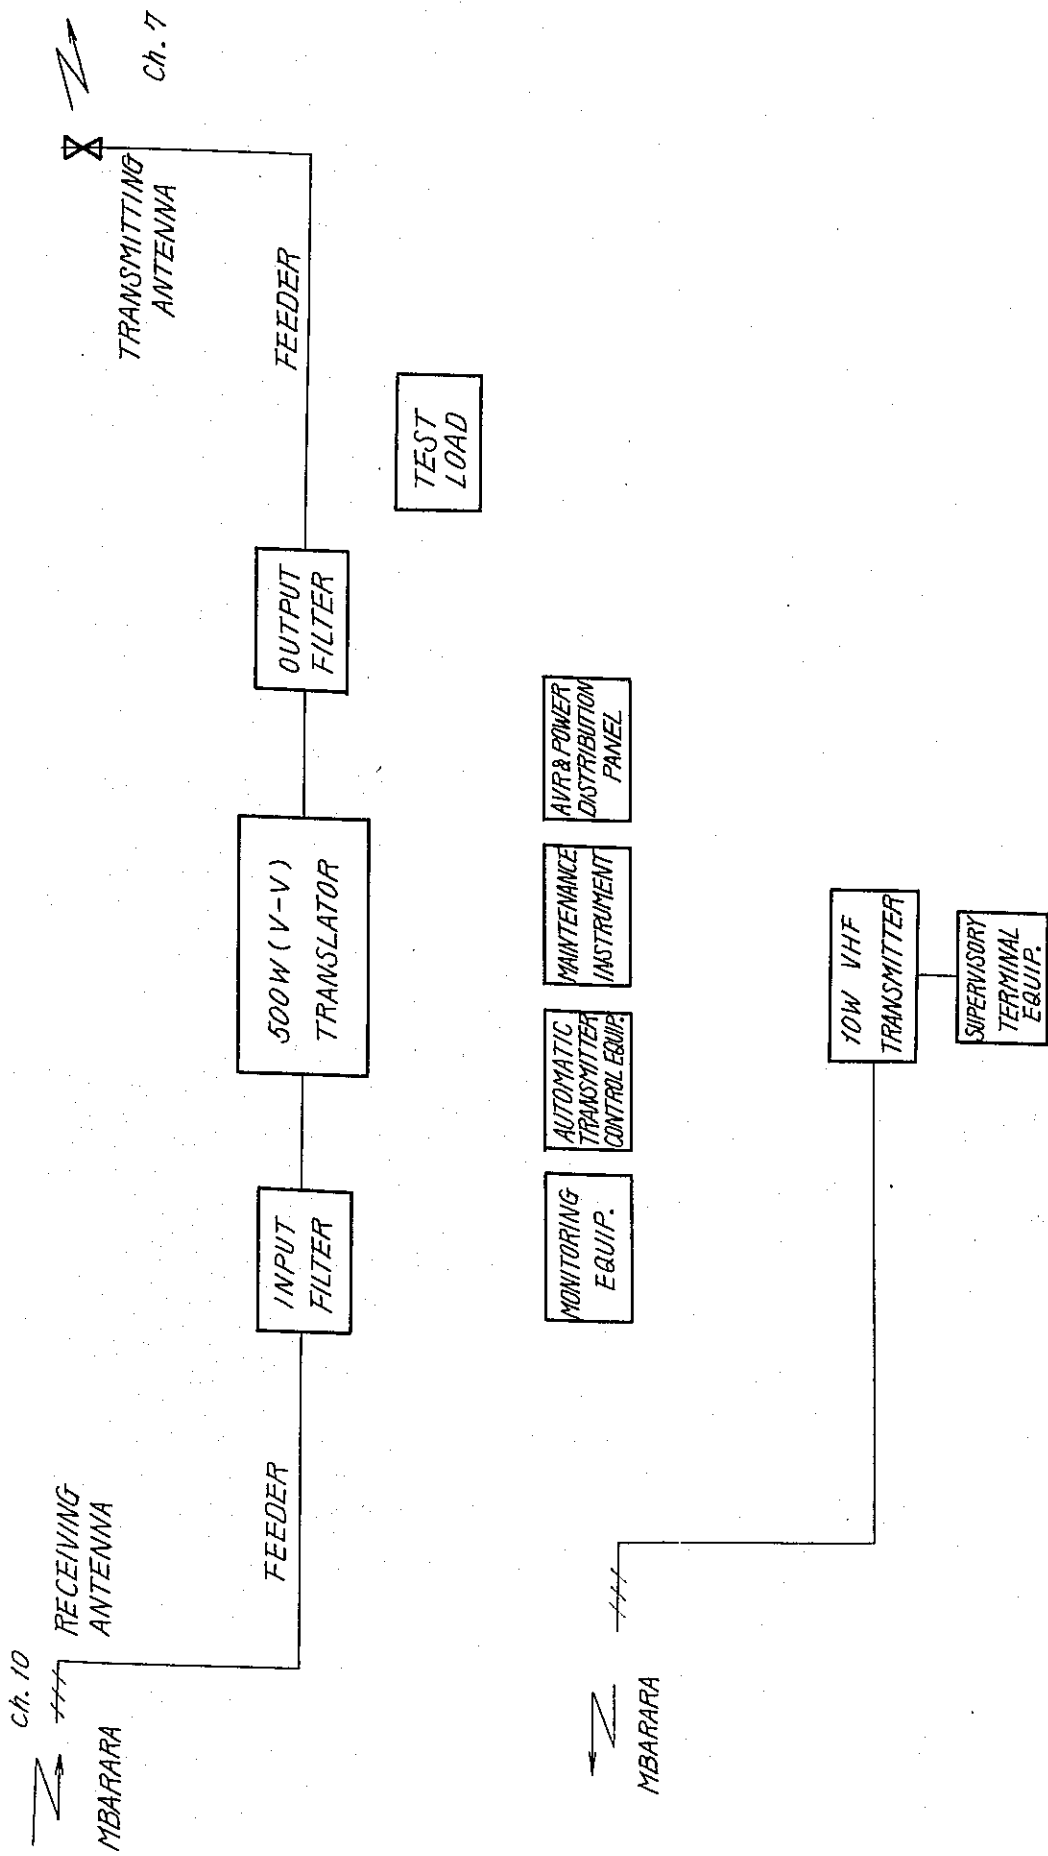 Ch. 10
RECEIVING
ANTENNA
MBARARA
FEEDER
INPUT
FILTER
500W (V-V)
TRANSLATOR
OUTPUT
FILTER
FEEDER
TRANSMITTING
ANTENNA
Ch. 7
TEST
LOAD
MONITORING
EQUIP.
AUTOMATIC
TRANSMITTER
CONTROL EQUIP.
MAINTENANCE
INSTRUMENT
AVR & POWER
DISTRIBUTION
PANEL
MBARARA
10W VHF
TRANSMITTER
SUPERVISORY
TERMINAL
EQUIP.